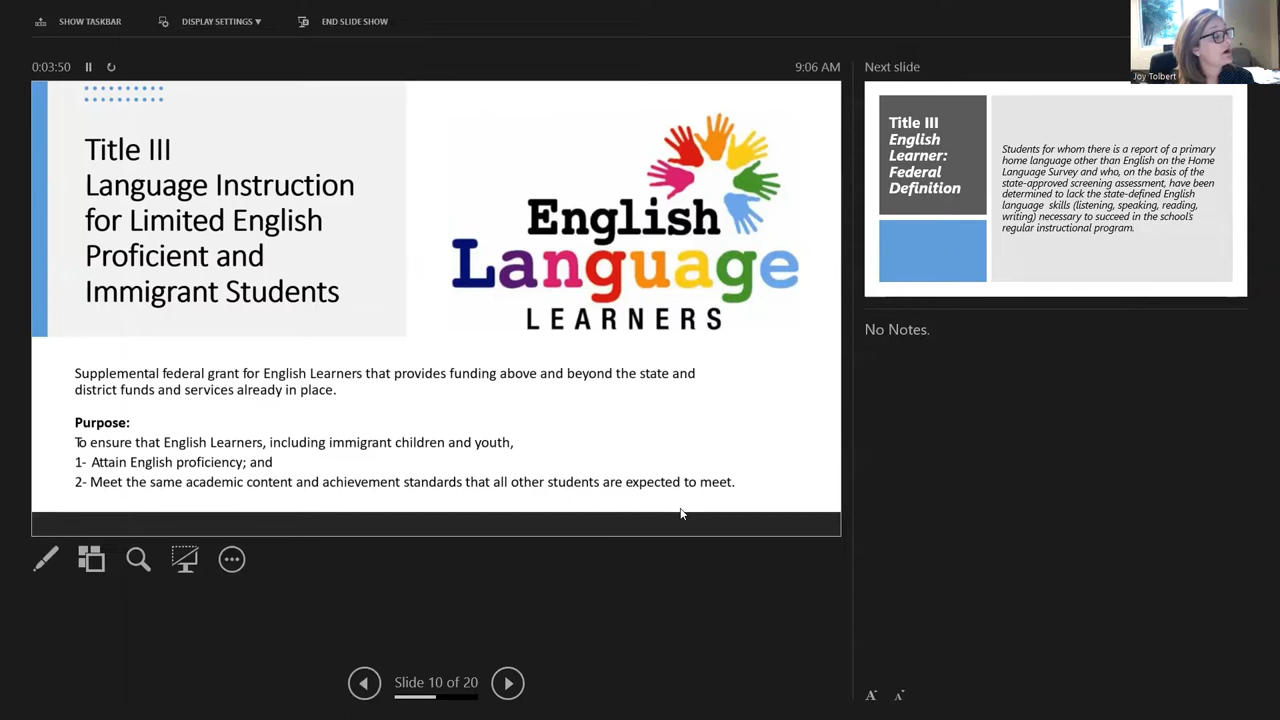 SHOW TASKBAR
DISPLAY SETTINGS ▼
END SLIDE SHOW
0:03:50
9:06 AM
Title III
Language Instruction
for Limited English
Proficient and
Immigrant Students
English
Language
LEARNERS
Supplemental federal grant for English Learners that provides funding above and beyond the state and
district funds and services already in place.
Purpose:
To ensure that English Learners, including immigrant children and youth,
1- Attain English proficiency; and
2- Meet the same academic content and achievement standards that all other students are expected to meet.
Slide 10 of 20
Next slide
Joy Tolbert
Title III
English
Learner:
Federal
Definition
Students for whom there is a report of a primary
home language other than English on the Home
Language Survey and who, on the basis of the
state-approved screening assessment, have been
determined to lack the state-defined English
language skills (listening, speaking, reading,
writing) necessary to succeed in the school's
regular instructional program.
No Notes.
A A